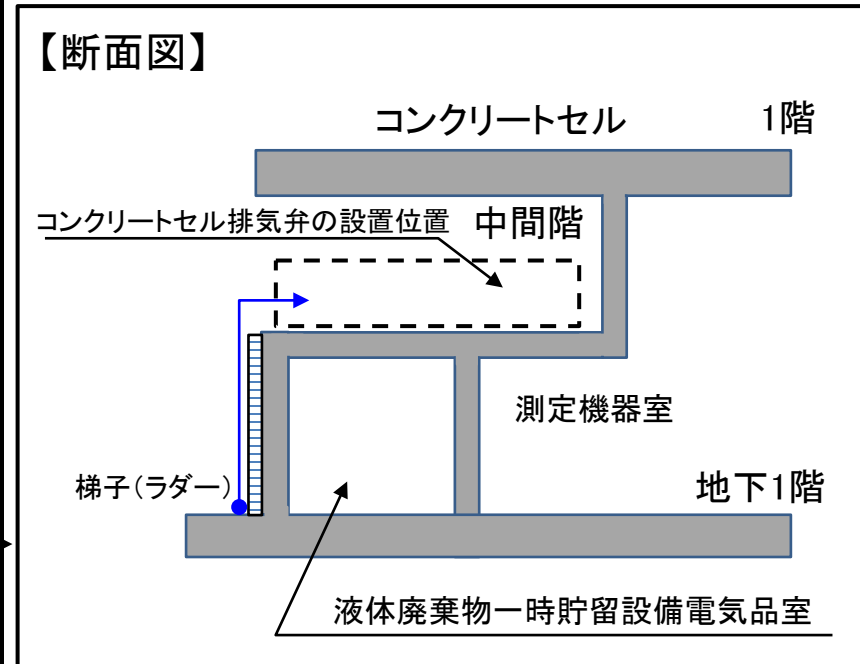 【断面図】
コンクリートセル 1階
コンクリートセル排気弁の設置位置 中間階
測定機器室
梯子(ラダー) 地下1階
液体廃棄物一時貯留設備電気品室